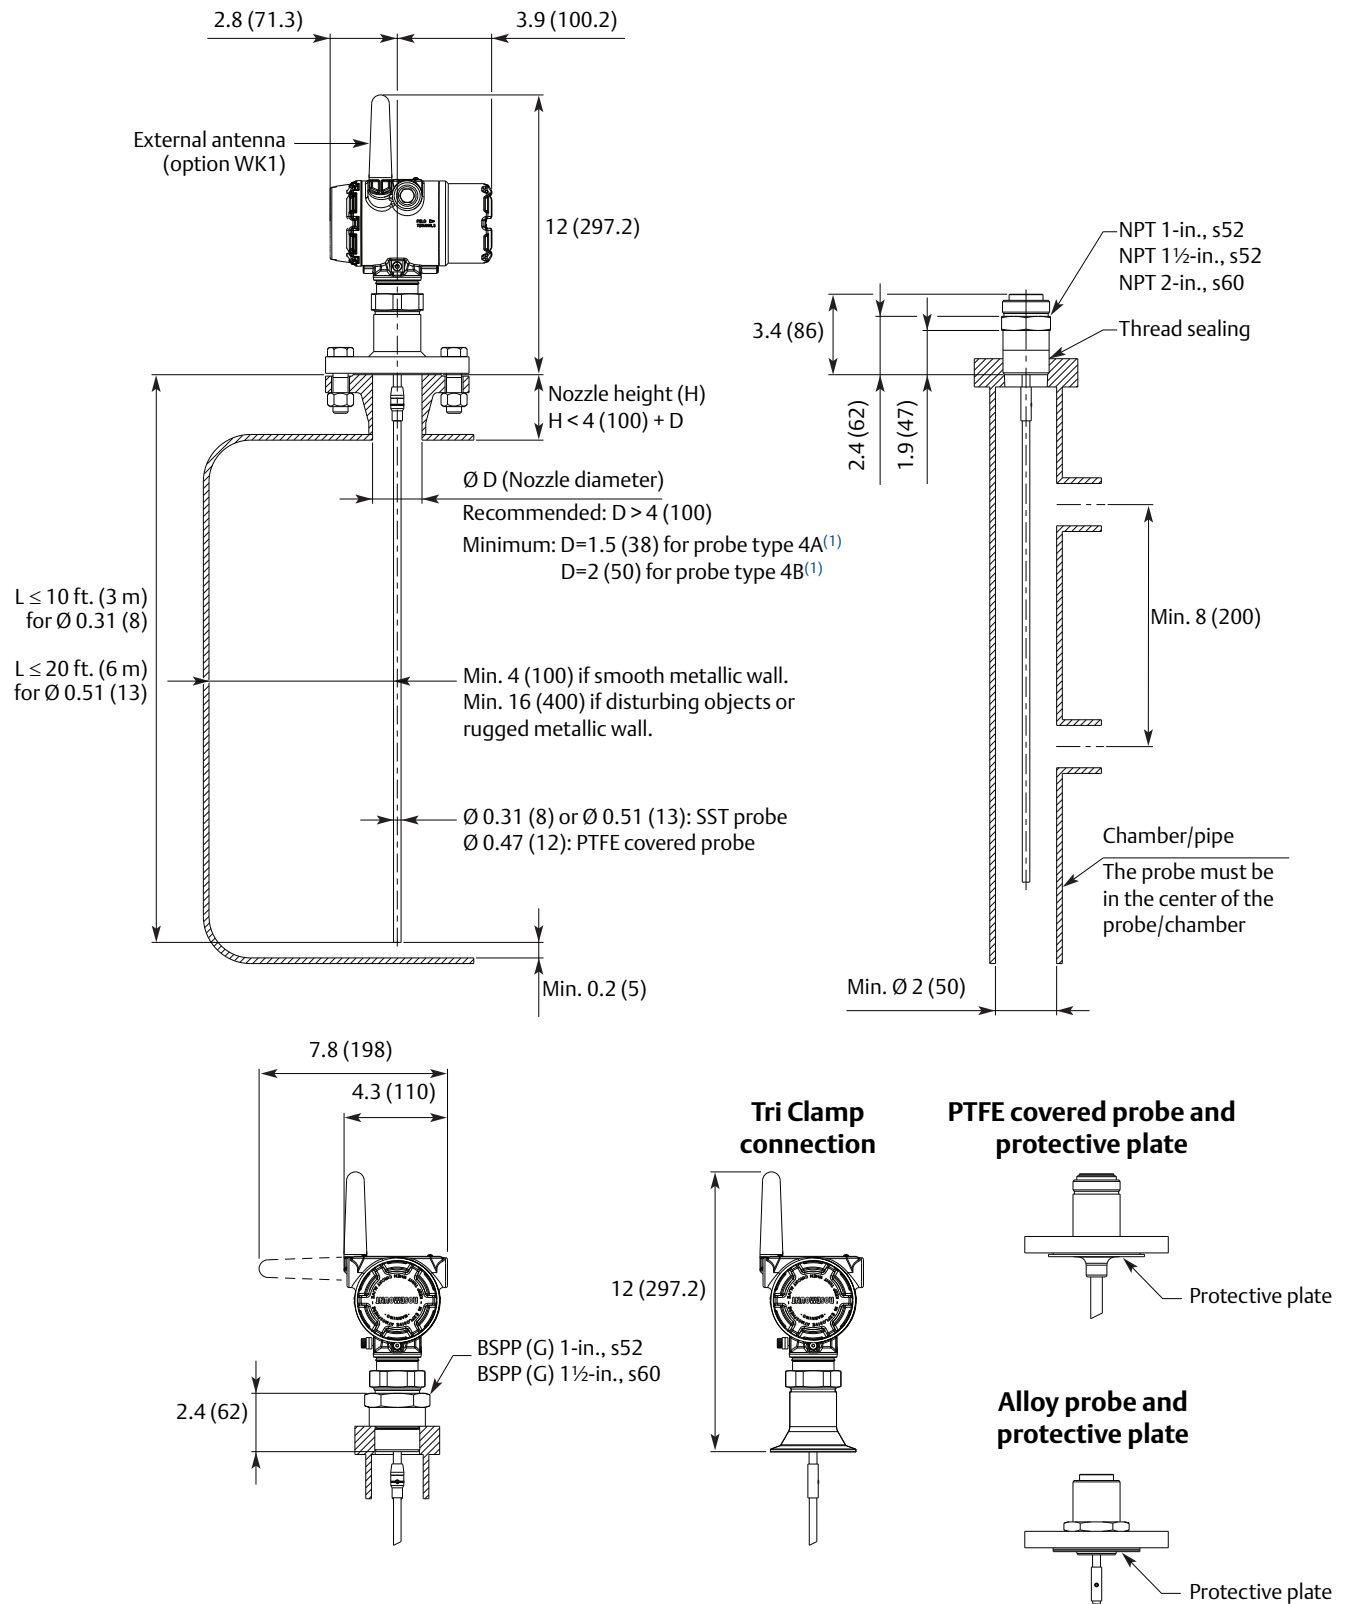 2.8 (71.3)
3.9 (100.2)
External antenna
(option WK1)
12 (297.2)
Nozzle height (H)
H < 4 (100) + D
Ø D (Nozzle diameter)
Recommended: D > 4 (100)
Minimum: D=1.5 (38) for probe type 4A(1)
D=2 (50) for probe type 4B(1)
L ≤ 10 ft. (3 m)
for Ø 0.31 (8)
L ≤ 20 ft. (6 m)
for Ø 0.51 (13)
Min. 4 (100) if smooth metallic wall.
Min. 16 (400) if disturbing objects or
rugged metallic wall.
Ø 0.31 (8) or Ø 0.51 (13): SST probe
Ø 0.47 (12): PTFE covered probe
Min. 0.2 (5)
NPT 1-in., s52
NPT 1½-in., s52
NPT 2-in., s60
3.4 (86)
Thread sealing
2.4 (62)
1.9 (47)
Min. 8 (200)
Chamber/pipe
The probe must be
in the center of the
probe/chamber
Min. Ø 2 (50)
7.8 (198)
4.3 (110)
BSPP (G) 1-in., s52
BSPP (G) 1½-in., s60
2.4 (62)
Tri Clamp
connection
12 (297.2)
ROSEMOUNT
PTFE covered probe and
protective plate
Protective plate
Alloy probe and
protective plate
Protective plate